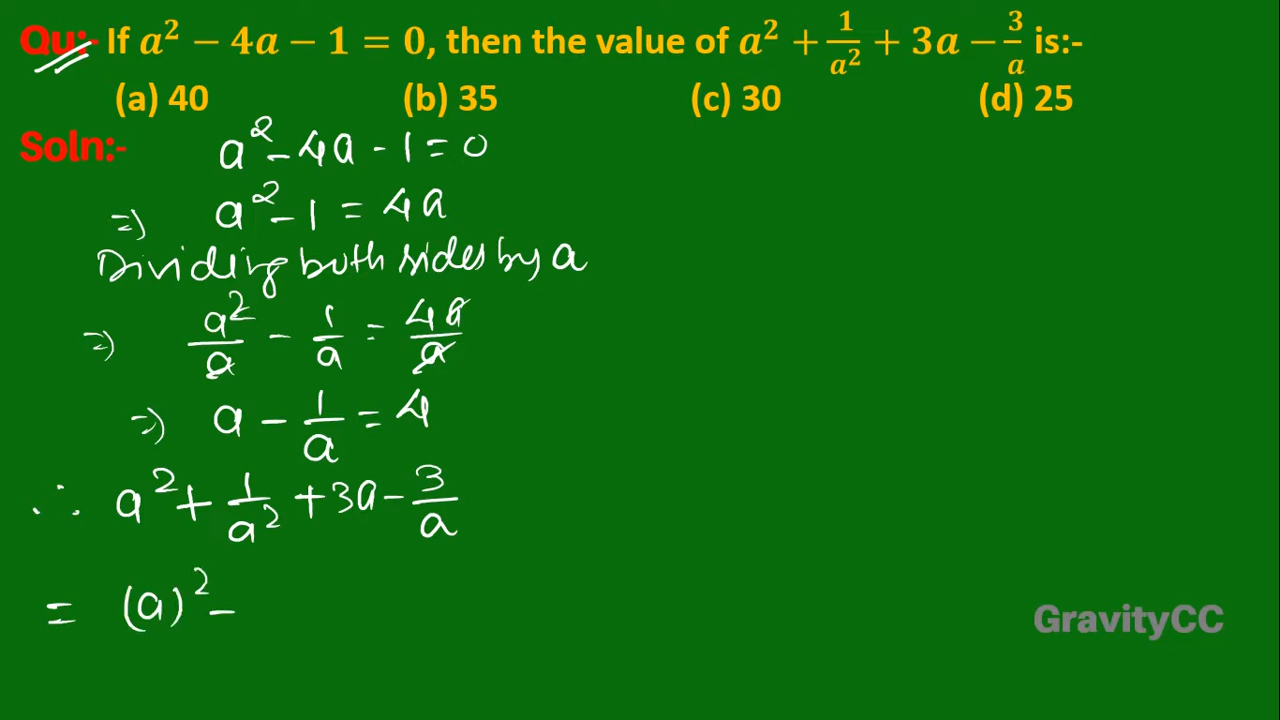 Qu:- If a² − 4a − 1 = 0, then the value of a² + 1/a² + 3a − 3/a is:-
(a) 40 (b) 35 (c) 30 (d) 25
Soln:- a² - 4a - 1 = 0
=) a² - 1 = 4a
Dividing both sides by a
=) a²/a - 1/a = 4a/a
=) a - 1/a = 4
∴ a² + 1/a² + 3a - 3/a
= (a)² -
GravityCC